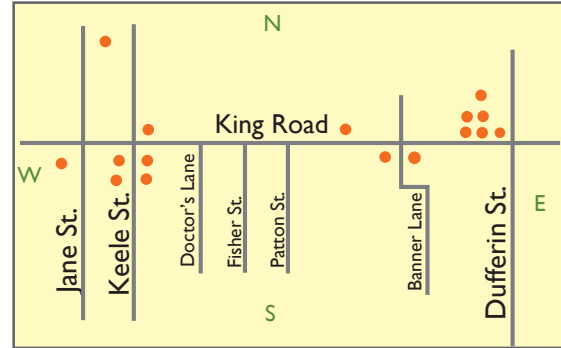 N
King Road
W
E
Jane St.
Keele St.
Doctor's Lane
Fisher St.
Patton St.
Banner Lane
Dufferin St.
S